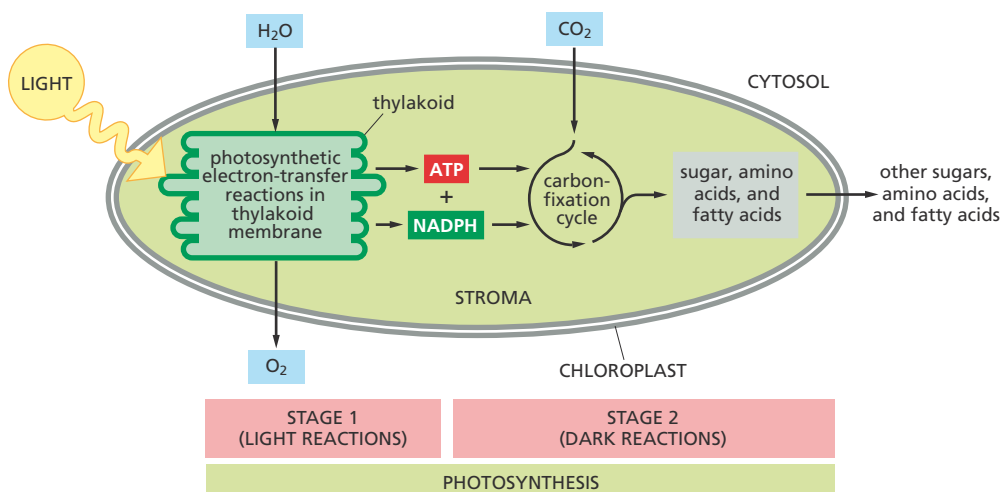 H₂O
CO₂
LIGHT
CYTOSOL
thylakoid
photosynthetic
electron-transfer
reactions in
thylakoid
membrane
ATP
+
NADPH
carbon-
fixation
cycle
sugar, amino
acids, and
fatty acids
other sugars,
amino acids,
and fatty acids
STROMA
O₂
CHLOROPLAST
STAGE 1
(LIGHT REACTIONS)
STAGE 2
(DARK REACTIONS)
PHOTOSYNTHESIS